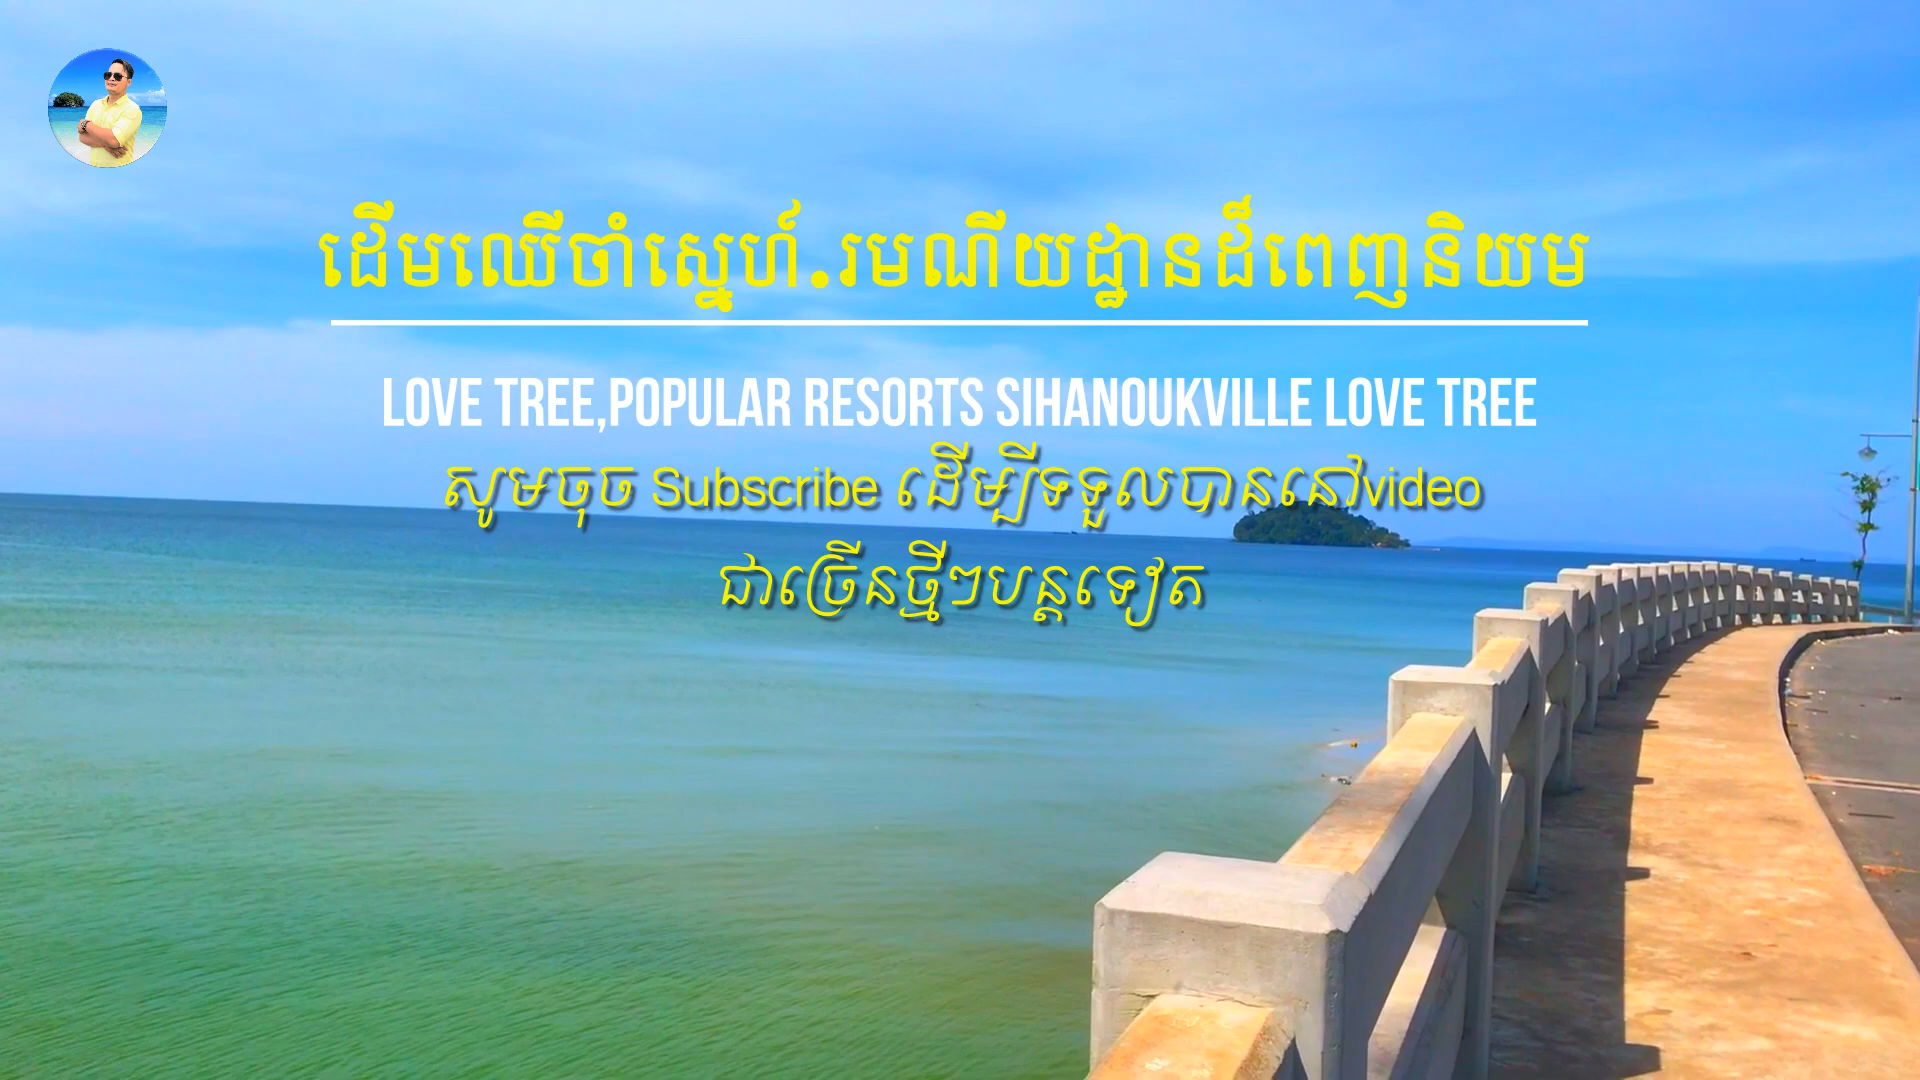 ដើមឈើចាំស្នេហ៍.រមណីយដ្ឋានដ៏ពេញនិយម
LOVE TREE,POPULAR RESORTS SIHANOUKVILLE LOVE TREE
សូមចុច Subscribe ដើម្បីទទួលបាននៅvideo
ជាច្រើនថ្មីៗបន្តទៀត